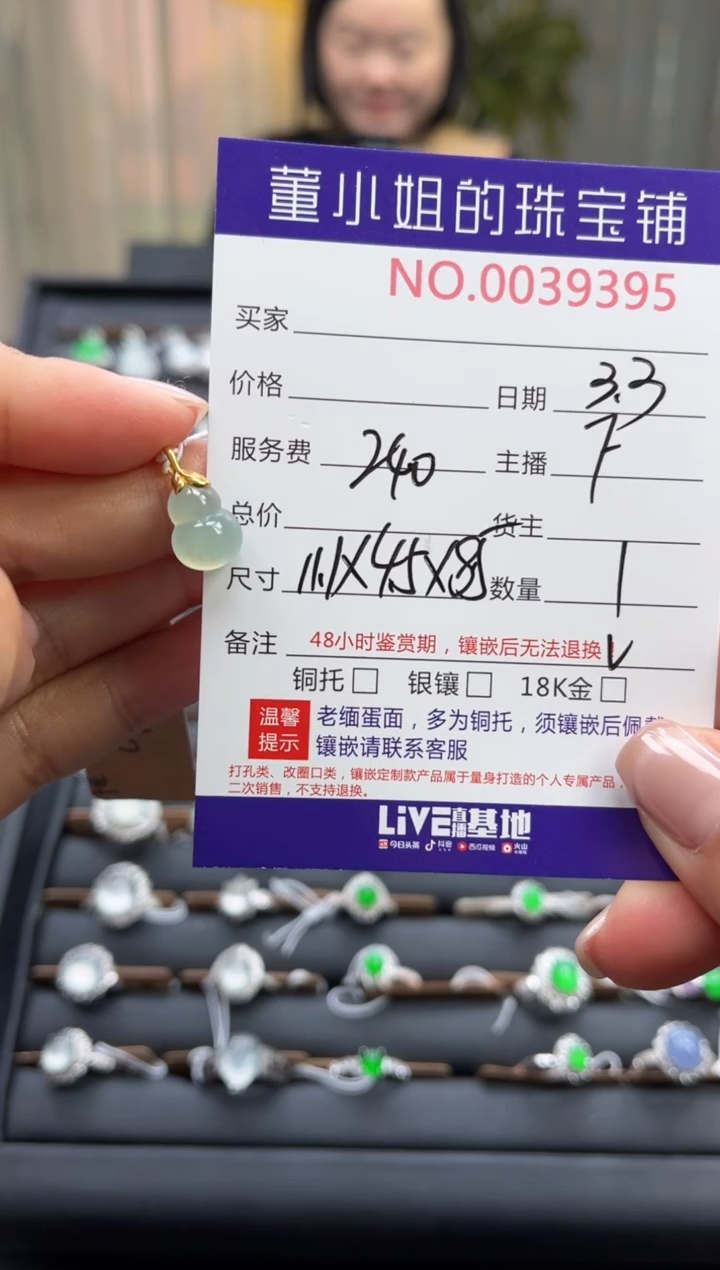 董小姐的珠宝铺
NO.0039395
买家
价格 日期 3.3
服务费 240 主播
总价 货主
尺寸 11.1×4.5×8 数量 1
备注 48小时鉴赏期，镶嵌后无法退换！
铜托□ 银镶□ 18K金□
温馨提示 老缅蛋面，多为铜托，须镶嵌后佩戴
镶嵌请联系客服
打孔类、改圈口类，镶嵌定制款产品属于量身打造的个人专属产品，
二次销售，不支持退换。
LiVE直播基地
今日头条 抖音 西瓜视频 火山